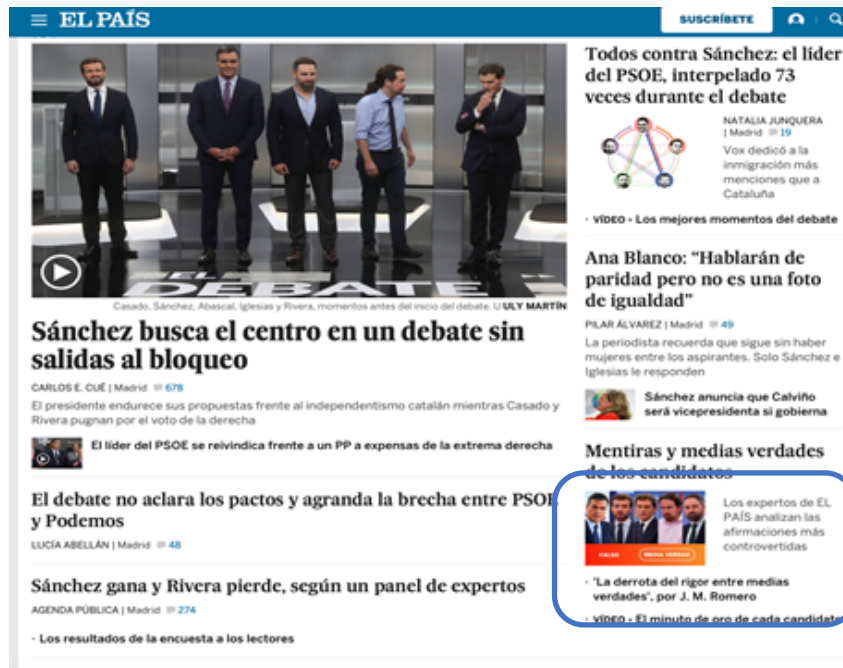 EL PAÍS
SUSCRÍBETE
EL
DEBATE
Casado, Sánchez, Abascal, Iglesias y Rivera, momentos antes del inicio del debate. U ULY MARTÍN
Sánchez busca el centro en un debate sin
salidas al bloqueo
CARLOS E. CUÉ | Madrid 678
El presidente endurece sus propuestas frente al independentismo catalán mientras Casado y
Rivera pugnan por el voto de la derecha
El líder del PSOE se reivindica frente a un PP a expensas de la extrema derecha
El debate no aclara los pactos y agranda la brecha entre PSOE
y Podemos
LUCÍA ABELLÁN | Madrid 48
Sánchez gana y Rivera pierde, según un panel de expertos
AGENDA PÚBLICA | Madrid 274
· Los resultados de la encuesta a los lectores
Todos contra Sánchez: el líder
del PSOE, interpelado 73
veces durante el debate
NATALIA JUNQUERA
| Madrid 19
Vox dedicó a la
inmigración más
menciones que a
Cataluña
· VÍDEO - Los mejores momentos del debate
Ana Blanco: “Hablarán de
paridad pero no es una foto
de igualdad”
PILAR ÁLVAREZ | Madrid 49
La periodista recuerda que sigue sin haber
mujeres entre los aspirantes. Solo Sánchez e
Iglesias le responden
Sánchez anuncia que Calviño
será vicepresidenta si gobierna
Mentiras y medias verdades
de los candidatos
FALSO
MEDIA VERDAD
Los expertos de EL
PAÍS analizan las
afirmaciones más
controvertidas
· 'La derrota del rigor entre medias
verdades', por J. M. Romero
· VÍDEO - El minuto de oro de cada candidato